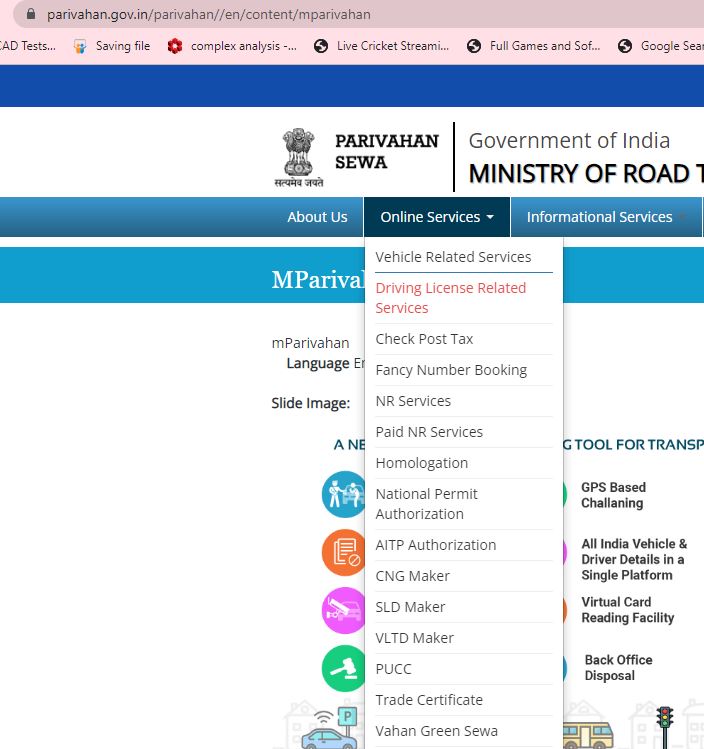 parivahan.gov.in/parivahan//en/content/mparivahan
CAD Tests... Saving file complex analysis -... Live Cricket Streami... Full Games and Sof... Google Sear
PARIVAHAN
SEWA
सत्यमेव जयते
Government of India
MINISTRY OF ROAD T
About Us Online Services Informational Services
MParival
Vehicle Related Services
Driving License Related
Services
Check Post Tax
Fancy Number Booking
NR Services
Paid NR Services
Homologation
National Permit
Authorization
AITP Authorization
CNG Maker
SLD Maker
VLTD Maker
PUCC
Trade Certificate
Vahan Green Sewa
mParivahan
Language En
Slide Image:
A NE
G TOOL FOR TRANSP
GPS Based
Challaning
All India Vehicle &
Driver Details in a
Single Platform
Virtual Card
Reading Facility
Back Office
Disposal
P